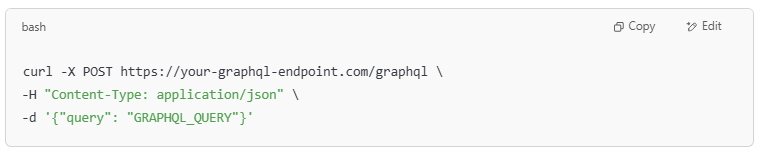 bash Copy Edit
curl -X POST https://your-graphql-endpoint.com/graphql \
-H "Content-Type: application/json" \
-d '{"query": "GRAPHQL_QUERY"}'